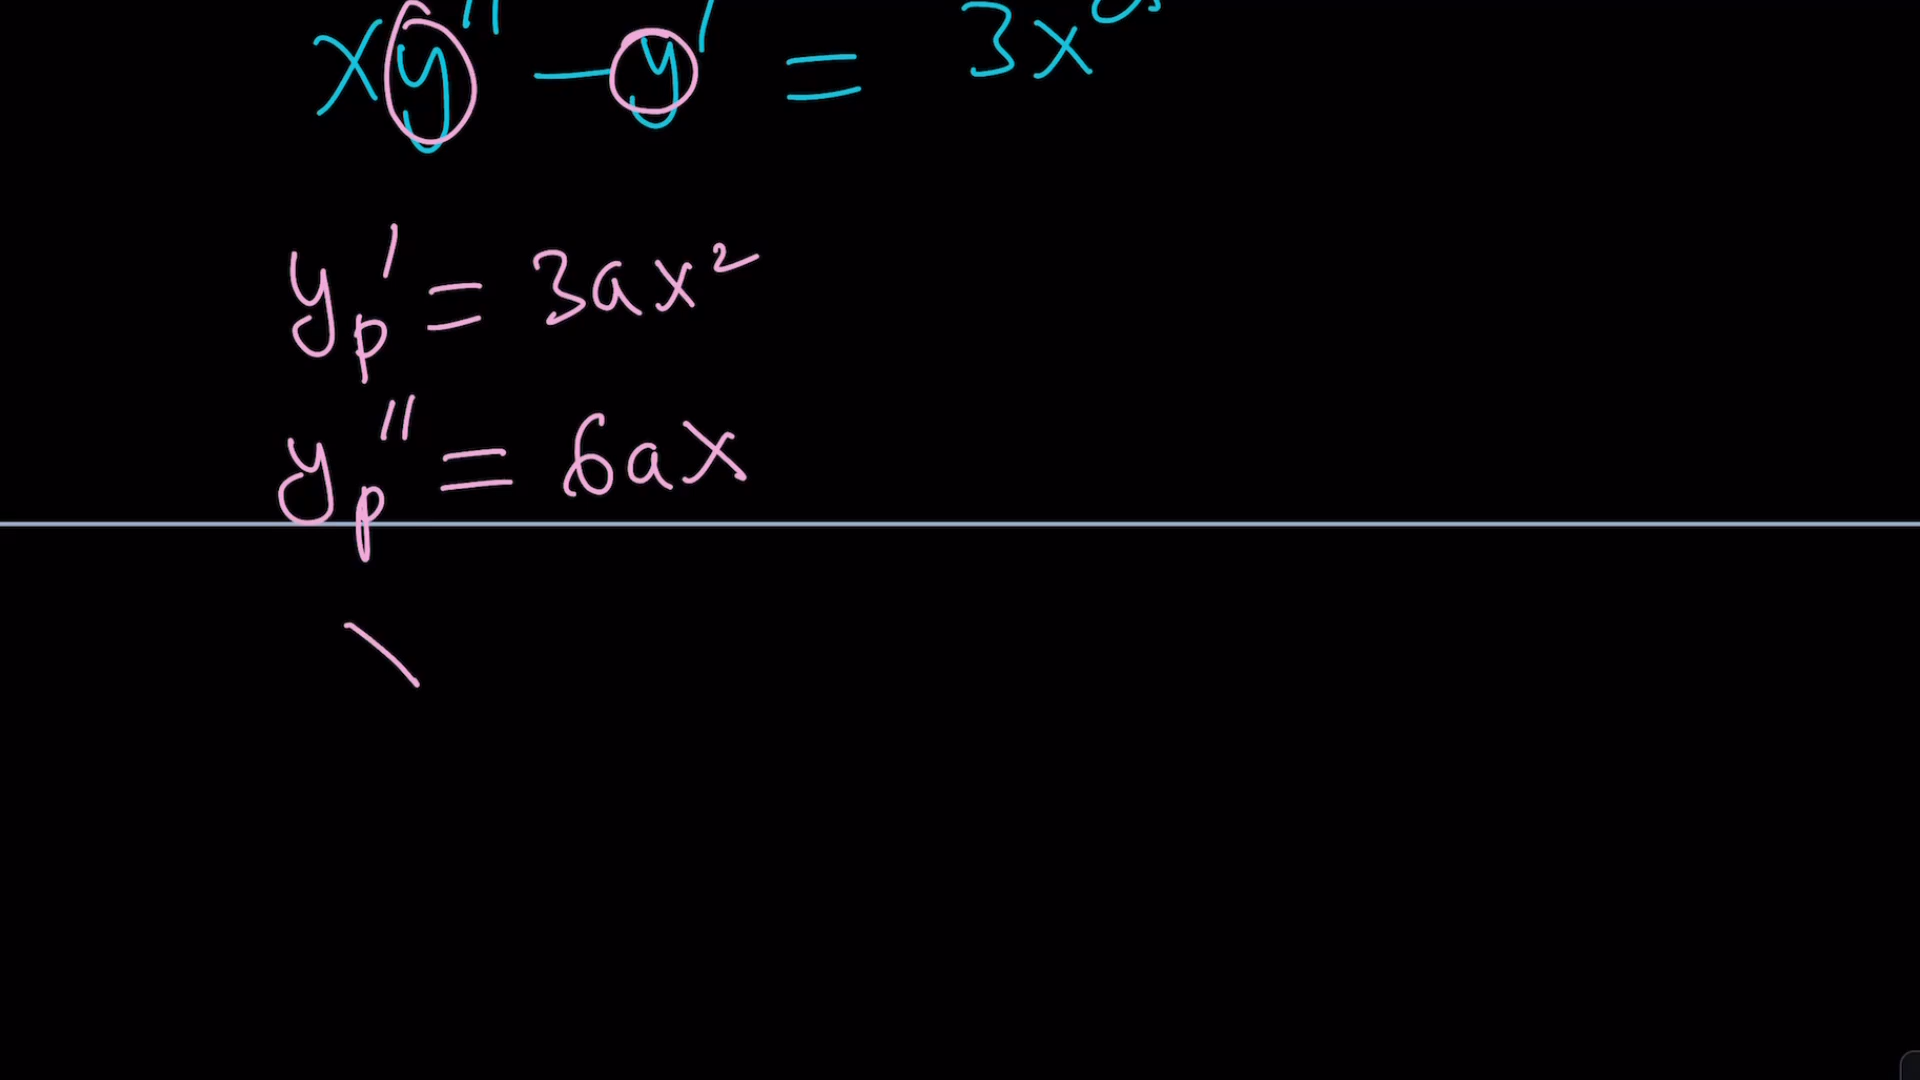 xy'' - y' = 3x
y_p' = 3ax²
y_p'' = 6ax